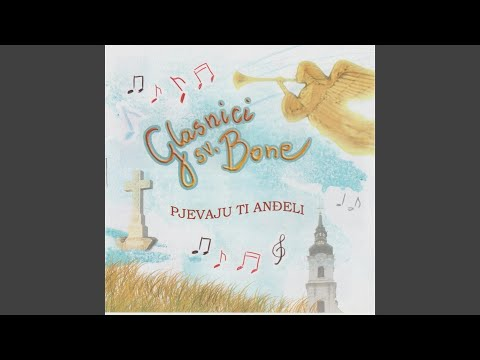 Glasnici
sv. Bone
PJEVAJU TI ANĐELI